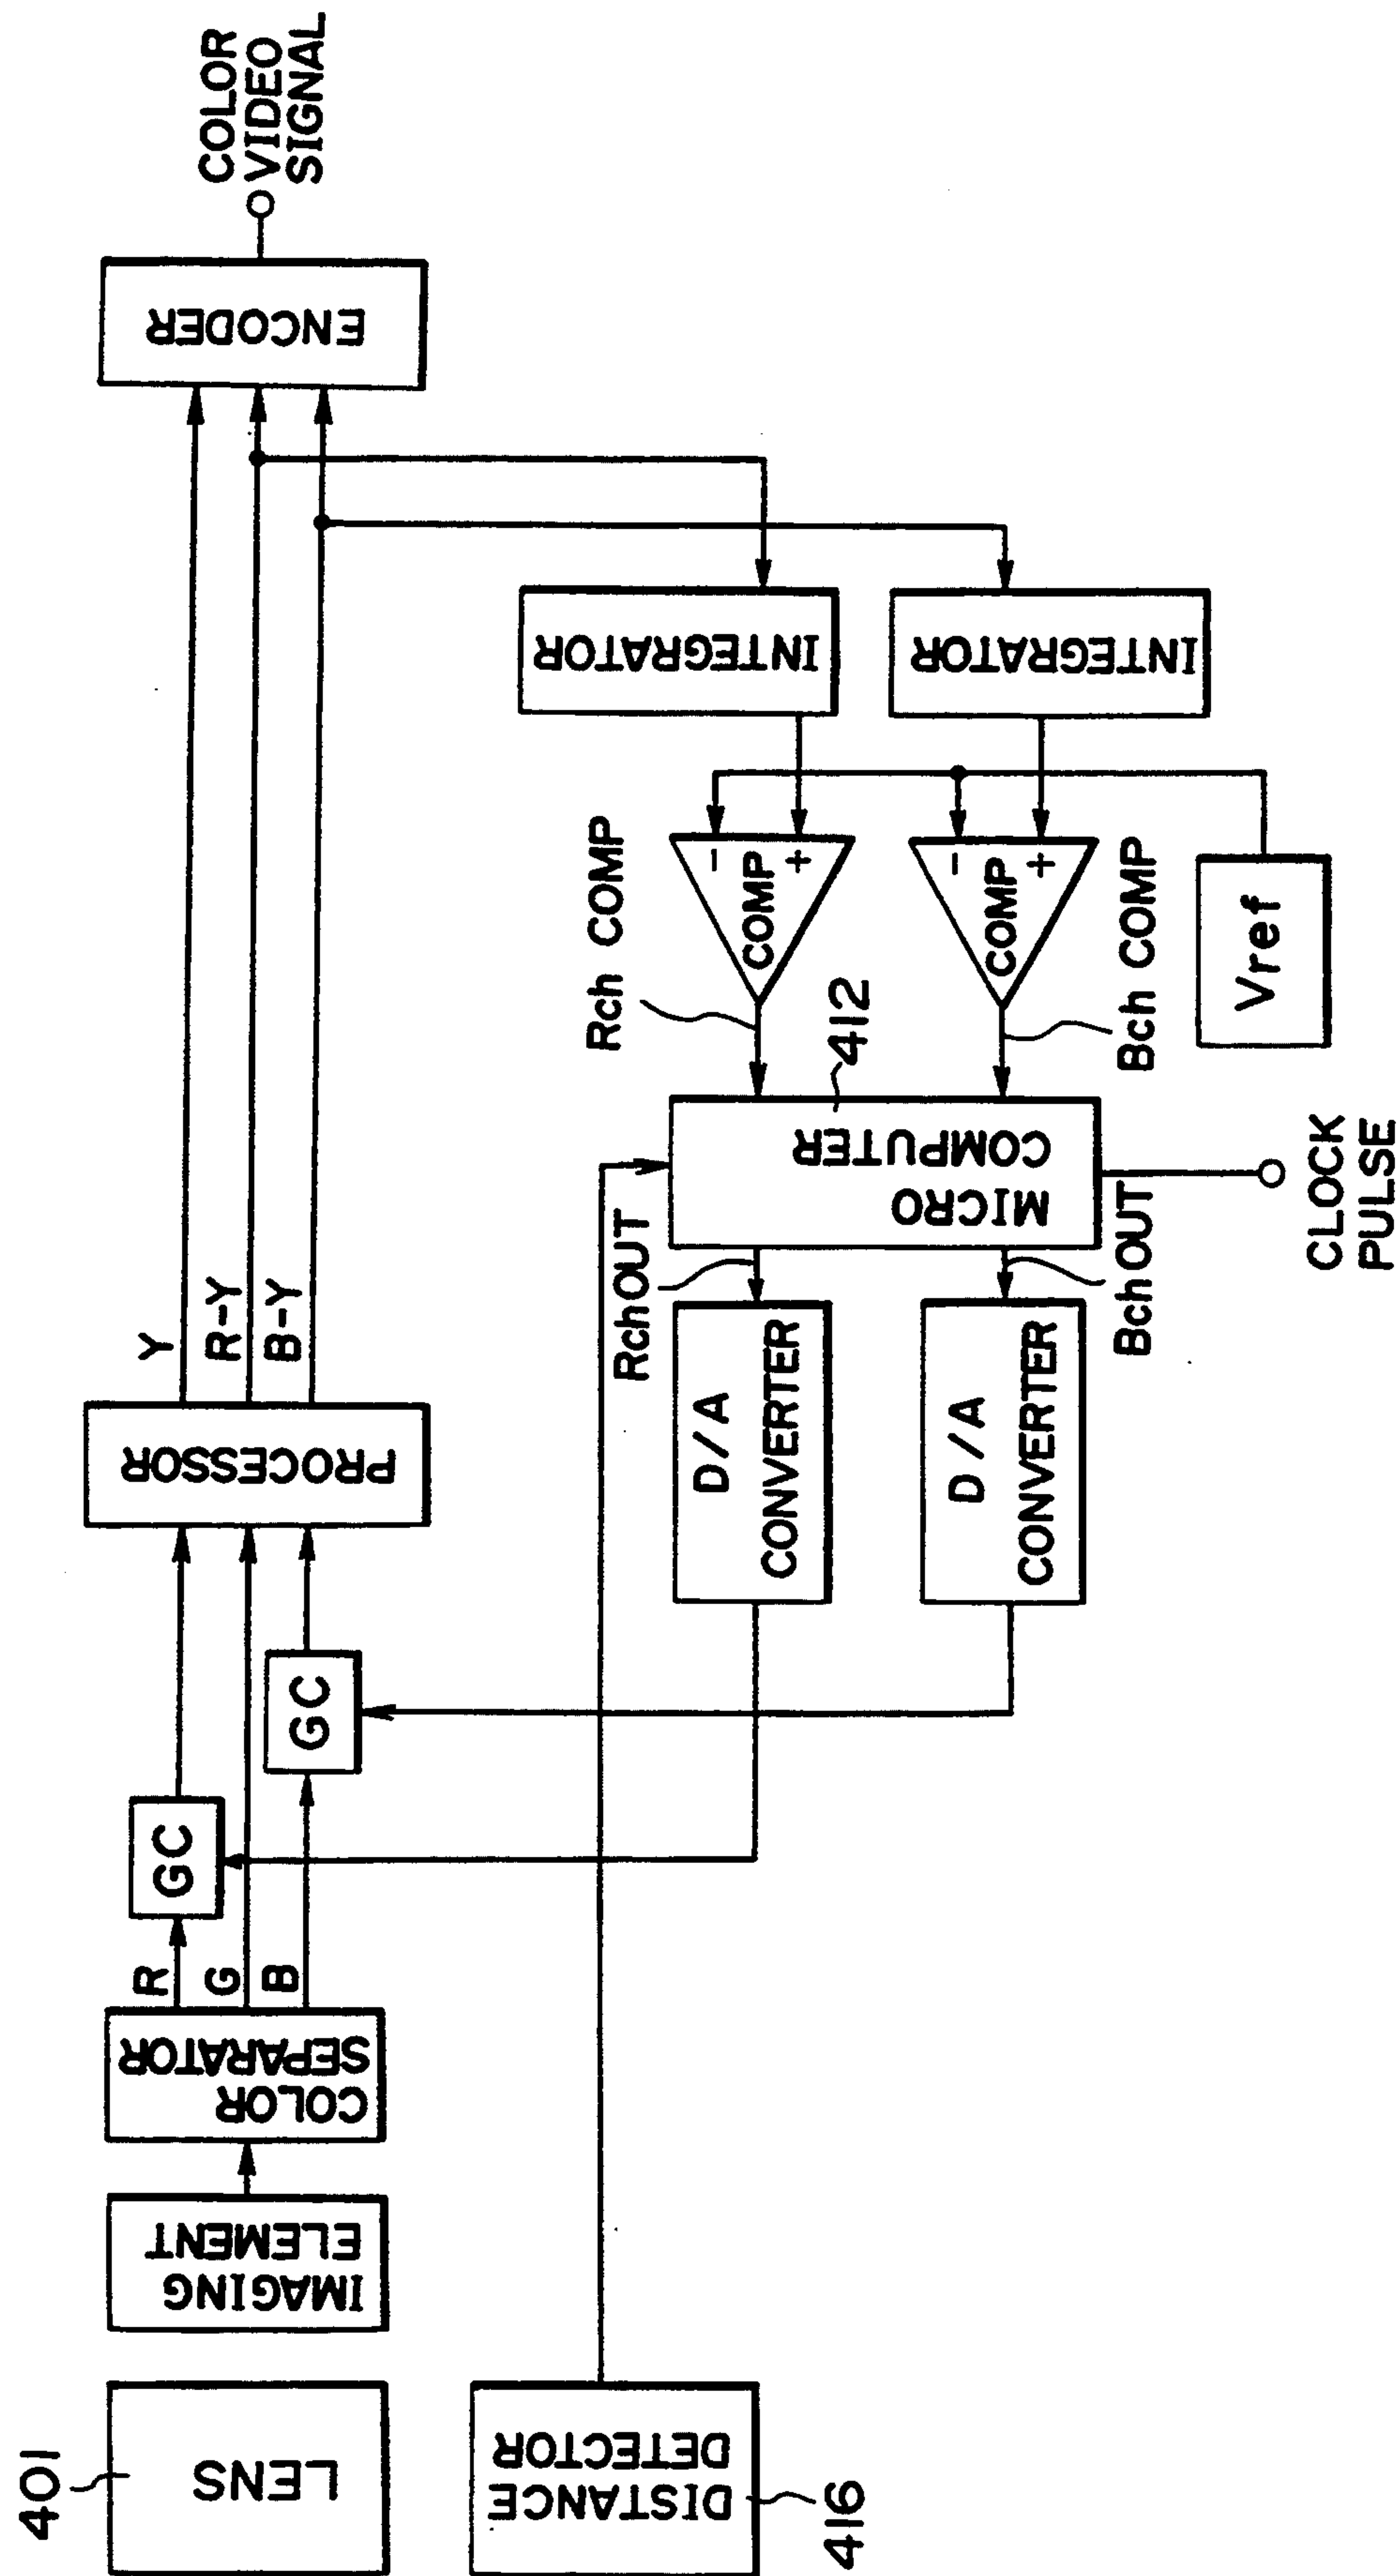 401
LENS
IMAGING
ELEMENT
COLOR
SEPARATOR
R
G
B
GC
GC
PROCESSOR
Y
R-Y
B-Y
ENCODER
COLOR
VIDEO
SIGNAL
DISTANCE
DETECTOR
416
D/A
CONVERTER
D/A
CONVERTER
RchOUT
BchOUT
MICRO
COMPUTER
412
CLOCK
PULSE
Rch COMP
COMP
-
+
Bch COMP
COMP
-
+
Vref
INTEGRATOR
INTEGRATOR